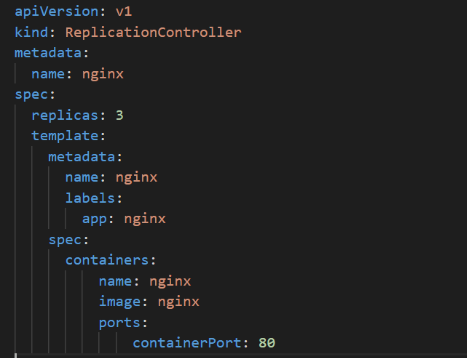 apiVersion: v1
kind: ReplicationController
metadata:
  name: nginx
spec:
  replicas: 3
  template:
    metadata:
      name: nginx
      labels:
        app: nginx
    spec:
      containers:
          name: nginx
          image: nginx
          ports:
              containerPort: 80